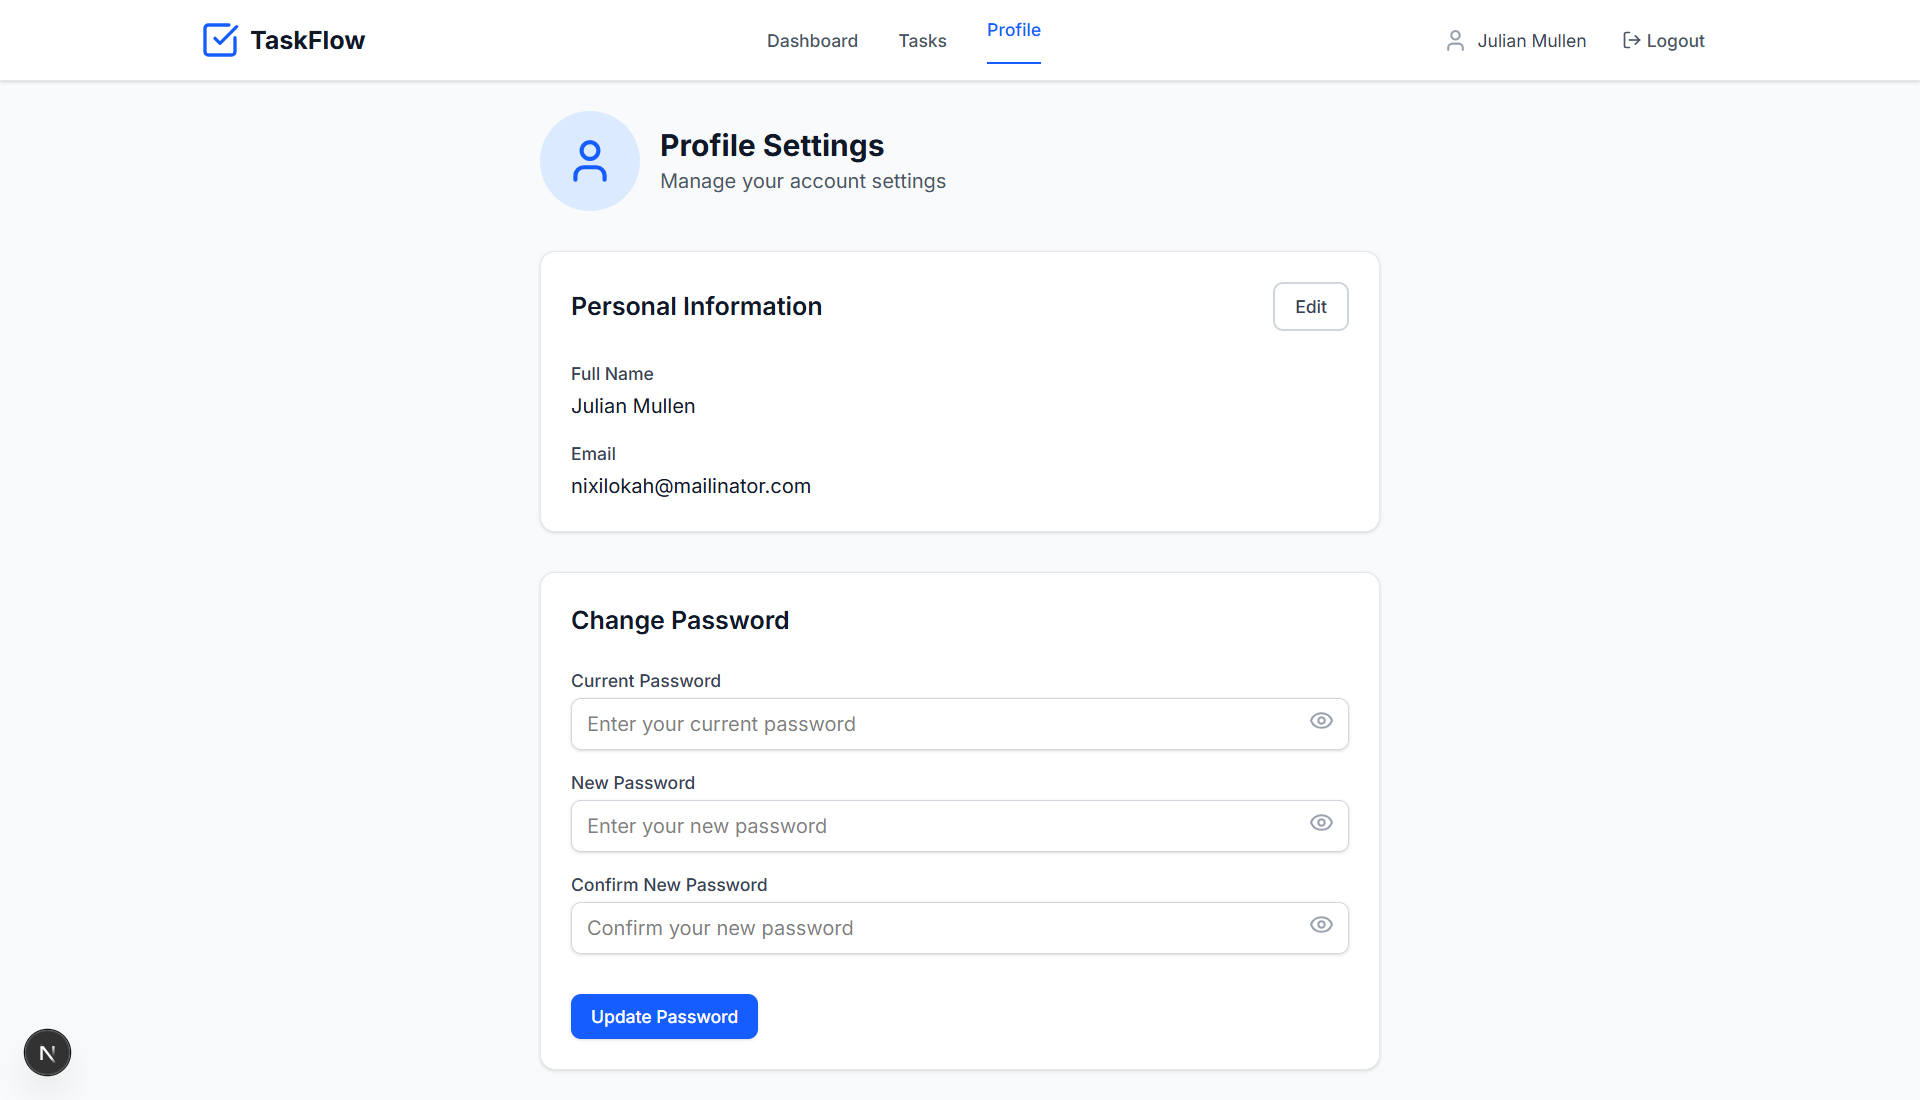 TaskFlow
Dashboard
Tasks
Profile
Julian Mullen
Logout
Profile Settings
Manage your account settings
Personal Information
Edit
Full Name
Julian Mullen
Email
nixilokah@mailinator.com
Change Password
Current Password
Enter your current password
New Password
Enter your new password
Confirm New Password
Confirm your new password
Update Password
N